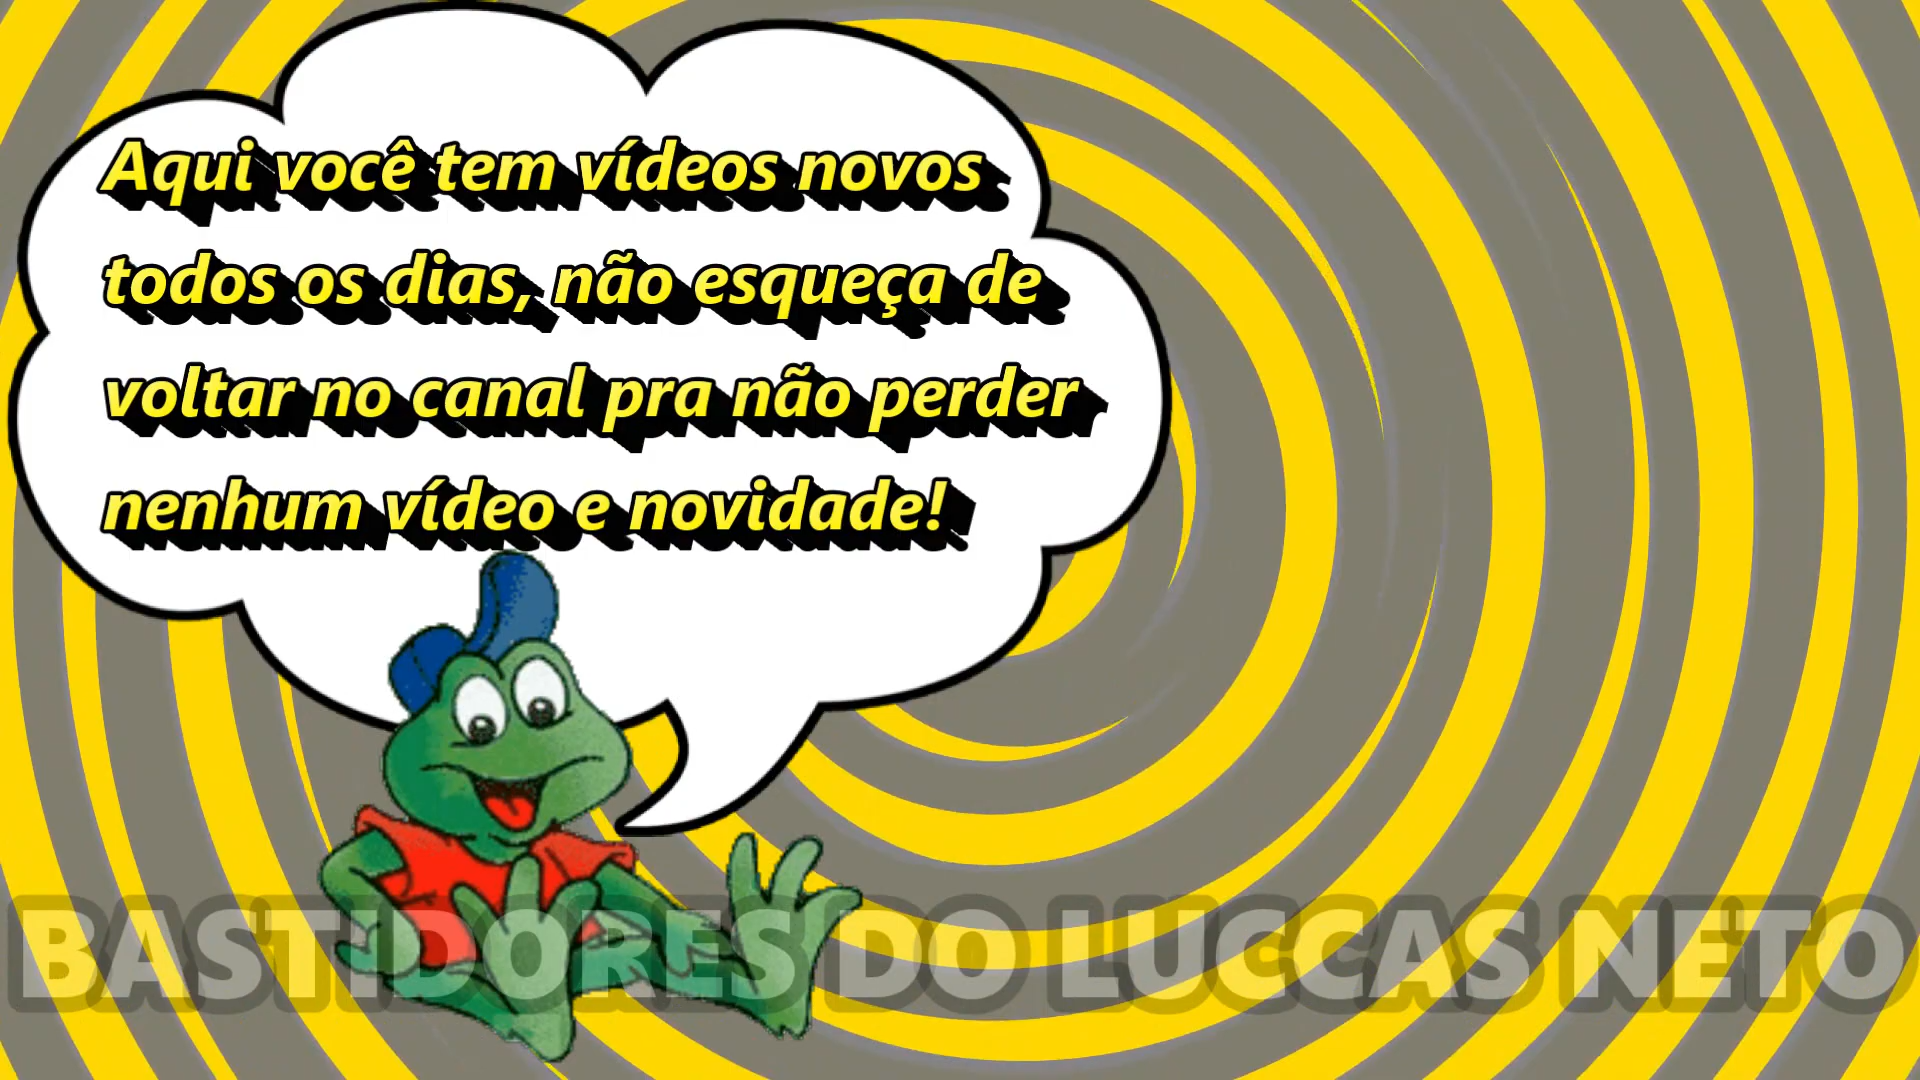 Aqui você tem vídeos novos
todos os dias, não esqueça de
voltar no canal pra não perder
nenhum vídeo e novidade!
BASTIDORES DO LUCCAS NETO